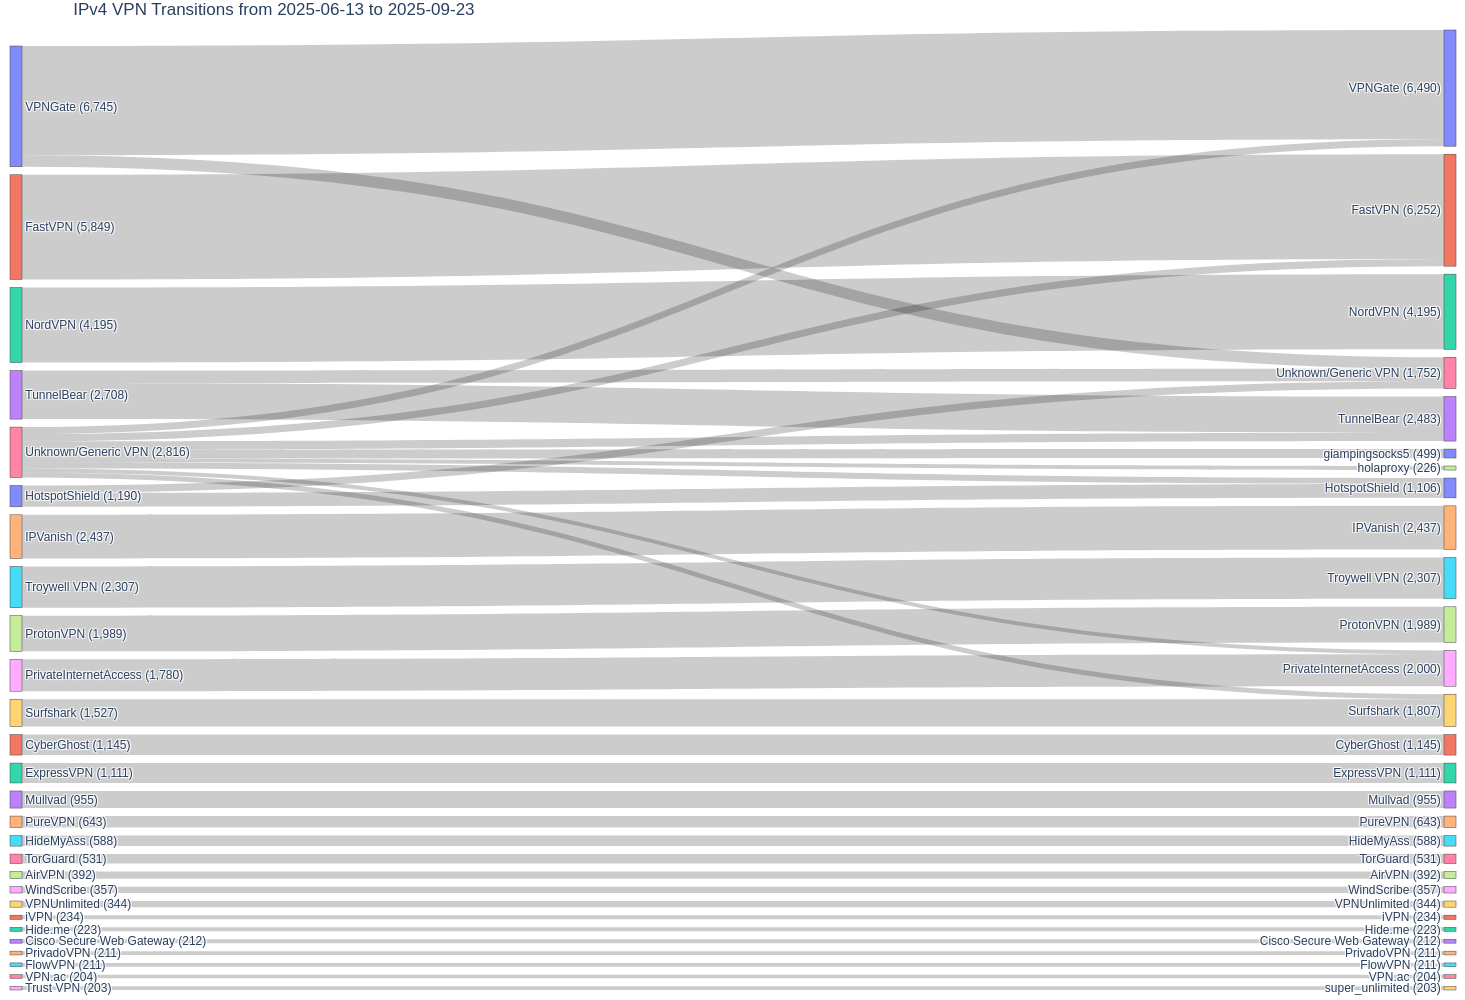 IPv4 VPN Transitions from 2025-06-13 to 2025-09-23
VPNGate (6,745)
FastVPN (5,849)
NordVPN (4,195)
TunnelBear (2,708)
Unknown/Generic VPN (2,816)
HotspotShield (1,190)
IPVanish (2,437)
Troywell VPN (2,307)
ProtonVPN (1,989)
PrivateInternetAccess (1,780)
Surfshark (1,527)
CyberGhost (1,145)
ExpressVPN (1,111)
Mullvad (955)
PureVPN (643)
HideMyAss (588)
TorGuard (531)
AirVPN (392)
WindScribe (357)
VPNUnlimited (344)
iVPN (234)
Hide.me (223)
Cisco Secure Web Gateway (212)
PrivadoVPN (211)
FlowVPN (211)
VPN.ac (204)
Trust VPN (203)
VPNGate (6,490)
FastVPN (6,252)
NordVPN (4,195)
Unknown/Generic VPN (1,752)
TunnelBear (2,483)
giampingsocks5 (499)
holaproxy (226)
HotspotShield (1,106)
IPVanish (2,437)
Troywell VPN (2,307)
ProtonVPN (1,989)
PrivateInternetAccess (2,000)
Surfshark (1,807)
CyberGhost (1,145)
ExpressVPN (1,111)
Mullvad (955)
PureVPN (643)
HideMyAss (588)
TorGuard (531)
AirVPN (392)
WindScribe (357)
VPNUnlimited (344)
iVPN (234)
Hide.me (223)
Cisco Secure Web Gateway (212)
PrivadoVPN (211)
FlowVPN (211)
VPN.ac (204)
super_unlimited (203)